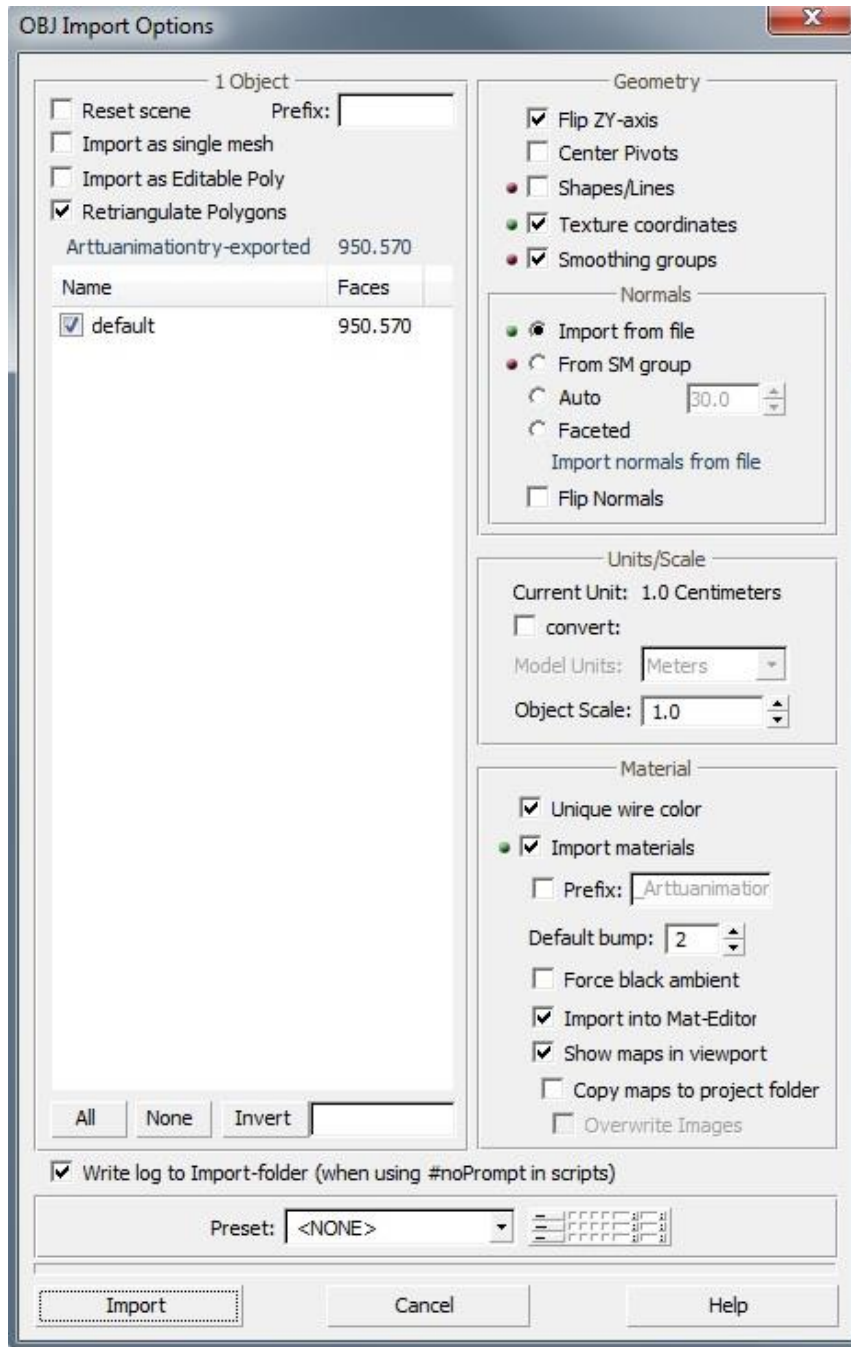 OBJ Import Options
1 Object
Reset scene Prefix:
Import as single mesh
Import as Editable Poly
Retriangulate Polygons
Arttuanimationtry-exported 950.570
Name Faces
default 950.570
All None Invert
Geometry
Flip ZY-axis
Center Pivots
Shapes/Lines
Texture coordinates
Smoothing groups
Normals
Import from file
From SM group
Auto 30.0
Faceted
Import normals from file
Flip Normals
Units/Scale
Current Unit: 1.0 Centimeters
convert:
Model Units: Meters
Object Scale: 1.0
Material
Unique wire color
Import materials
Prefix: _Arttuanimation
Default bump: 2
Force black ambient
Import into Mat-Editor
Show maps in viewport
Copy maps to project folder
Overwrite Images
Write log to Import-folder (when using #noPrompt in scripts)
Preset: <NONE>
Import Cancel Help